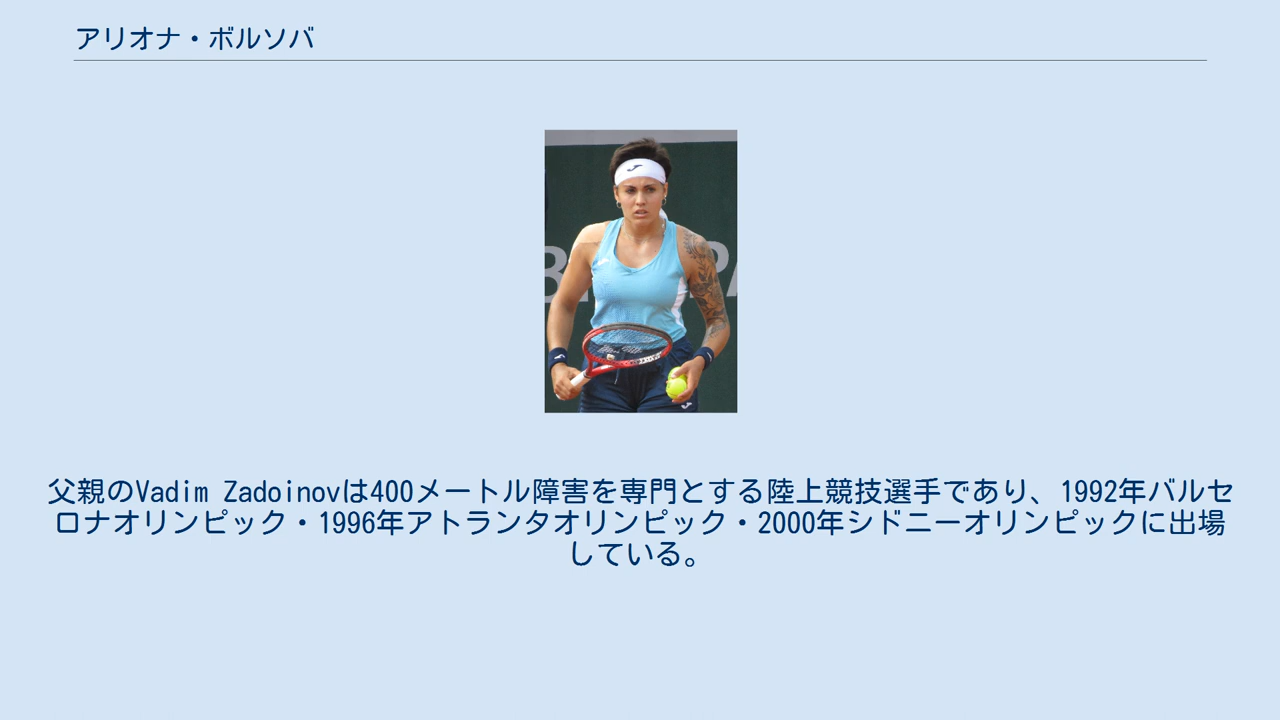 アリオナ・ボルソバ
父親のVadim Zadoinovは400メートル障害を専門とする陸上競技選手であり、1992年バルセ
ロナオリンピック・1996年アトランタオリンピック・2000年シドニーオリンピックに出場
している。